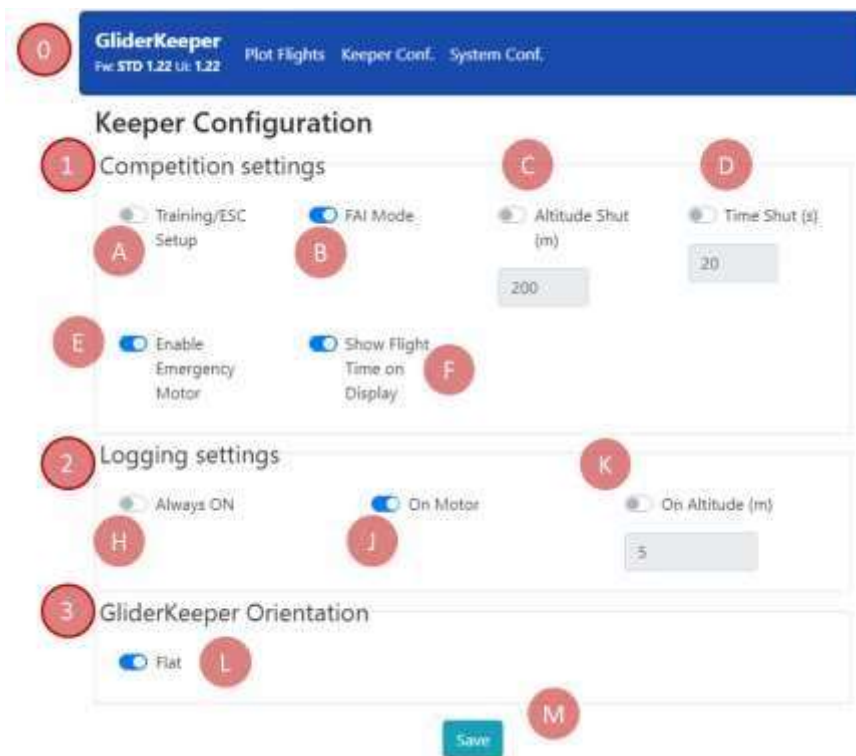 0
GliderKeeper
Fw: STD 1.22 UI: 1.22
Plot Flights Keeper Conf. System Conf.
Keeper Configuration
1
Competition settings
C
D
Training/ESC
Setup
FAI Mode
Altitude Shut
(m)
Time Shut (s)
A
B
200
20
E
Enable
Emergency
Motor
Show Flight
Time on
Display
F
2
Logging settings
K
Always ON
On Motor
On Altitude (m)
H
J
5
3
GliderKeeper Orientation
Flat
L
M
Save